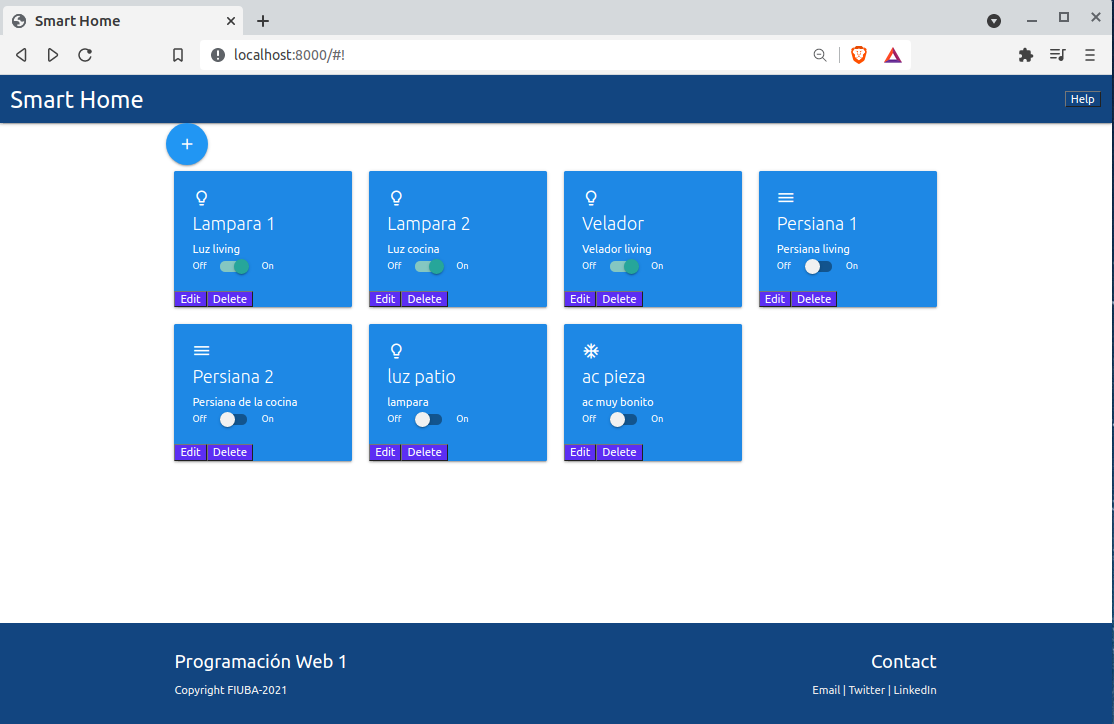 Smart Home
localhost:8000/#!
Smart Home
Help
+
Lampara 1
Luz living
Off On
Edit Delete
Lampara 2
Luz cocina
Off On
Edit Delete
Velador
Velador living
Off On
Edit Delete
Persiana 1
Persiana living
Off On
Edit Delete
Persiana 2
Persiana de la cocina
Off On
Edit Delete
luz patio
lampara
Off On
Edit Delete
ac pieza
ac muy bonito
Off On
Edit Delete
Programación Web 1
Copyright FIUBA-2021
Contact
Email | Twitter | LinkedIn